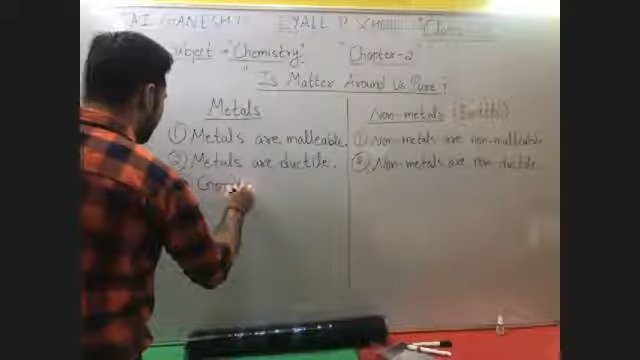 Subject → "Chemistry" "Chapter-2"
"Is Matter Around Us Pure?
Metals
① Metals are malleable.
② Metals are ductile.
Non-metals (Brittle)
① Non-metals are non-malleable
② Non-metals are non-ductile